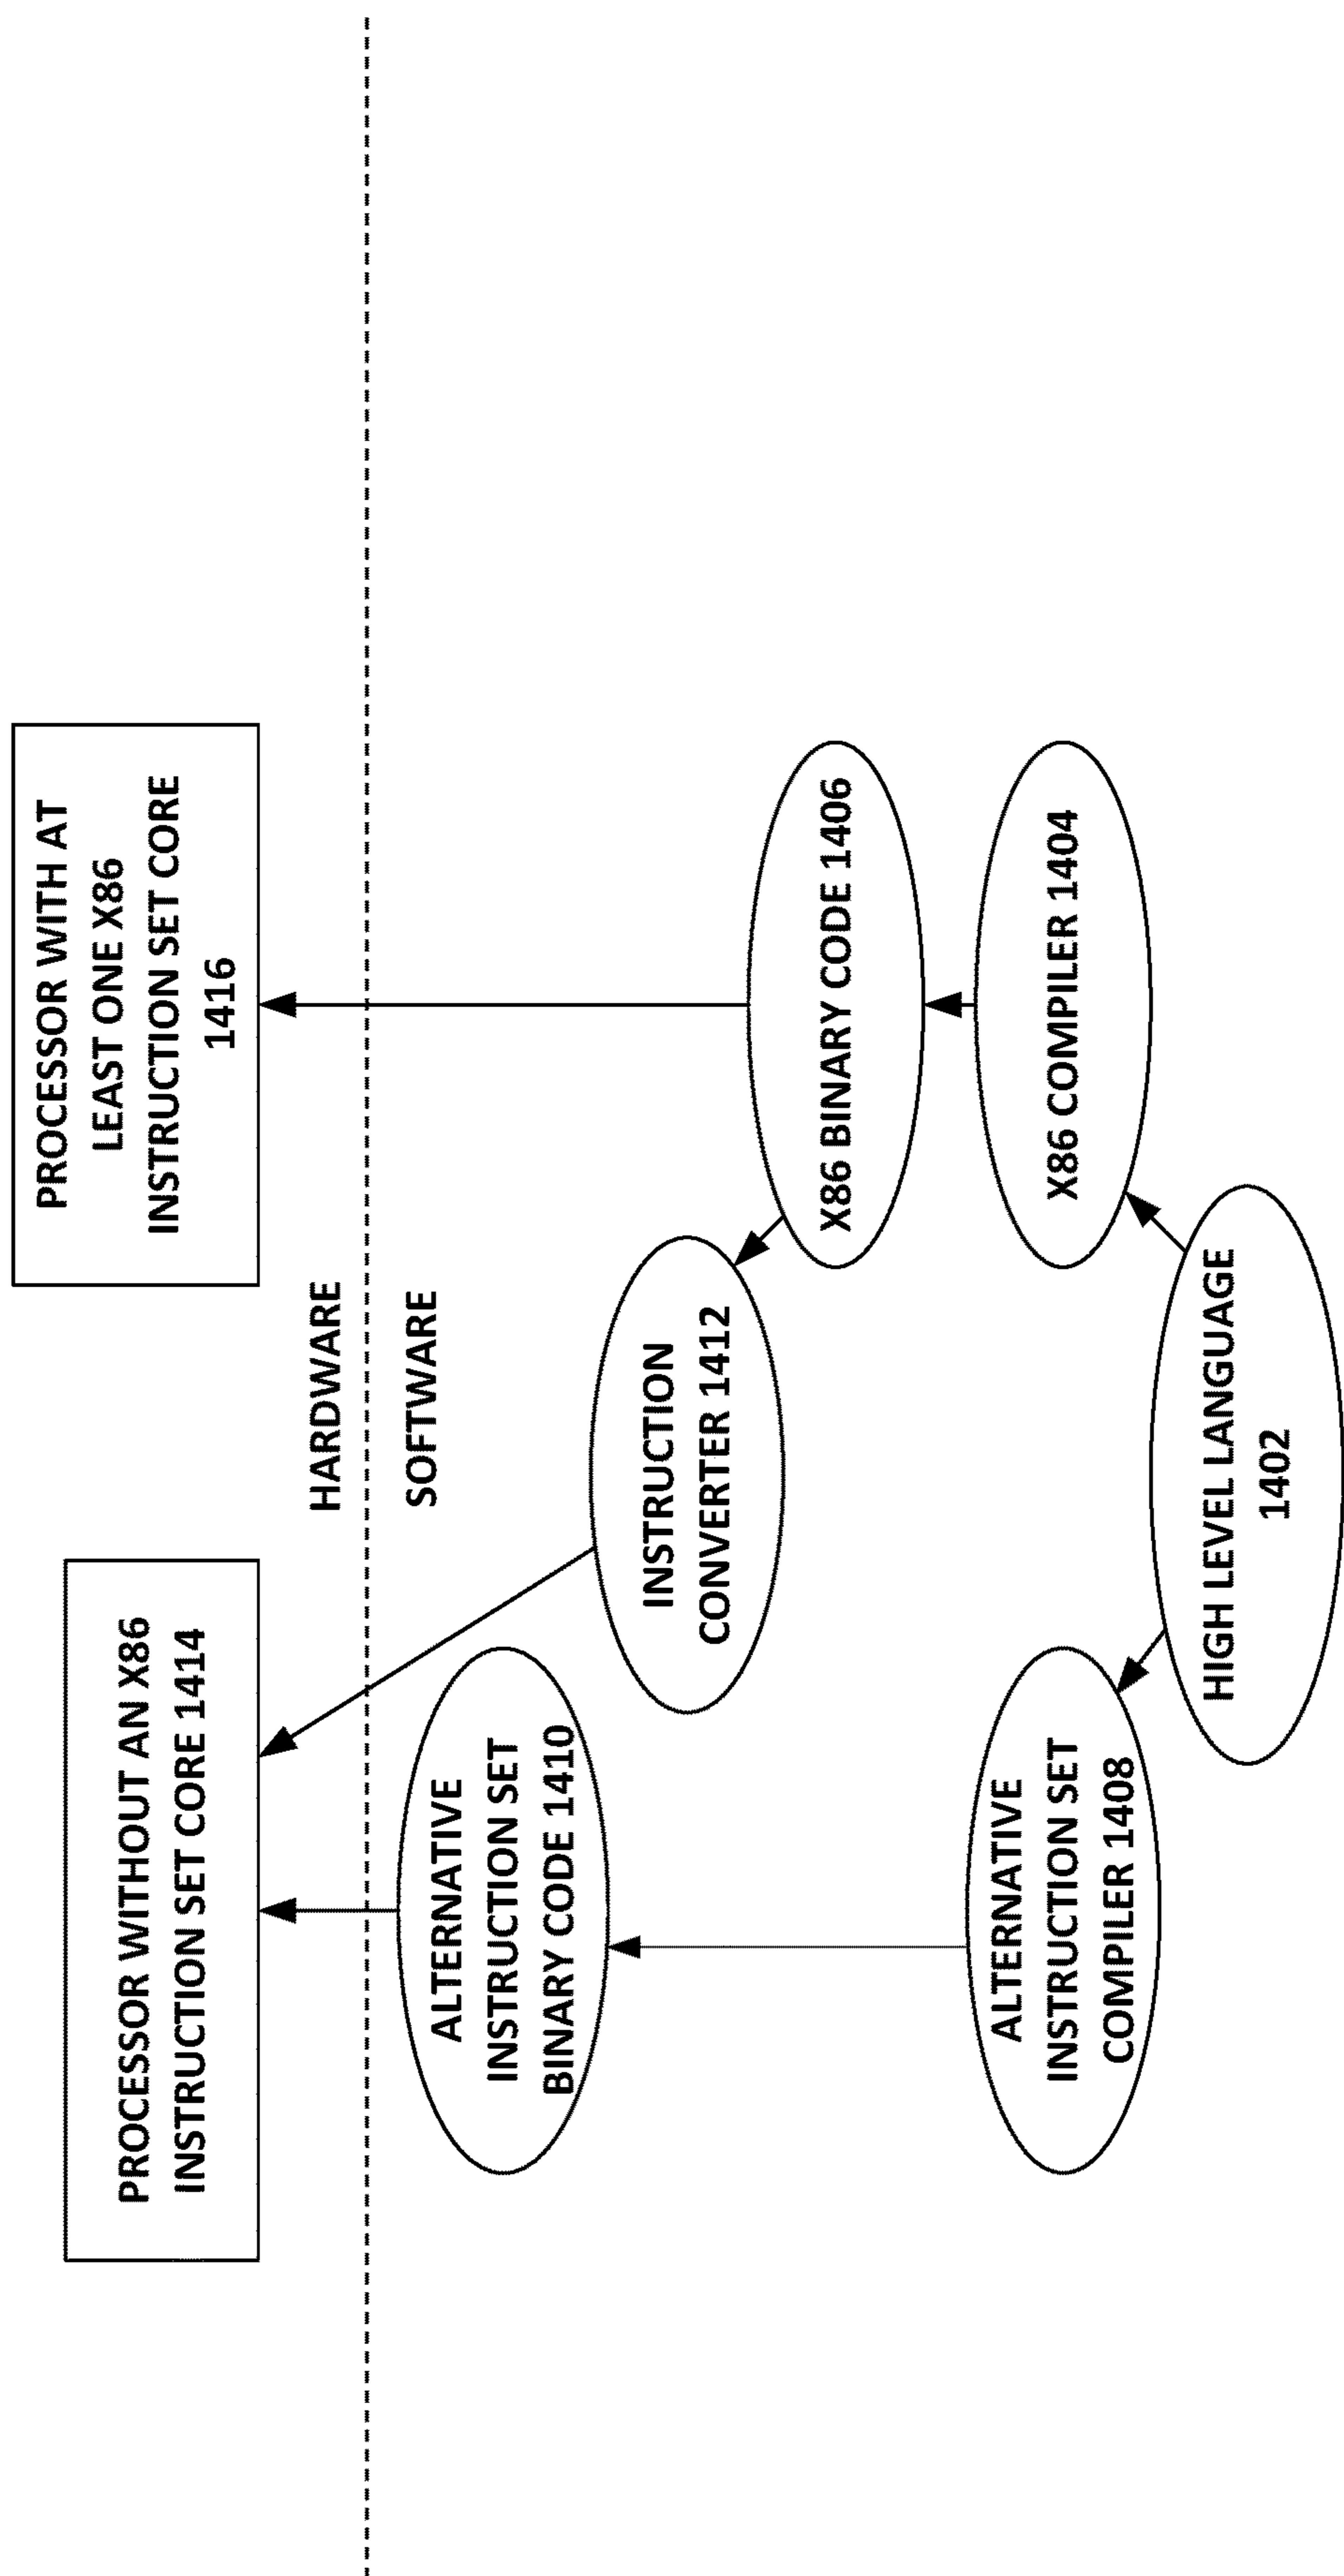 PROCESSOR WITHOUT AN X86
INSTRUCTION SET CORE 1414
PROCESSOR WITH AT
LEAST ONE X86
INSTRUCTION SET CORE
1416
HARDWARE
SOFTWARE
ALTERNATIVE
INSTRUCTION SET
BINARY CODE 1410
INSTRUCTION
CONVERTER 1412
X86 BINARY CODE 1406
ALTERNATIVE
INSTRUCTION SET
COMPILER 1408
X86 COMPILER 1404
HIGH LEVEL LANGUAGE
1402